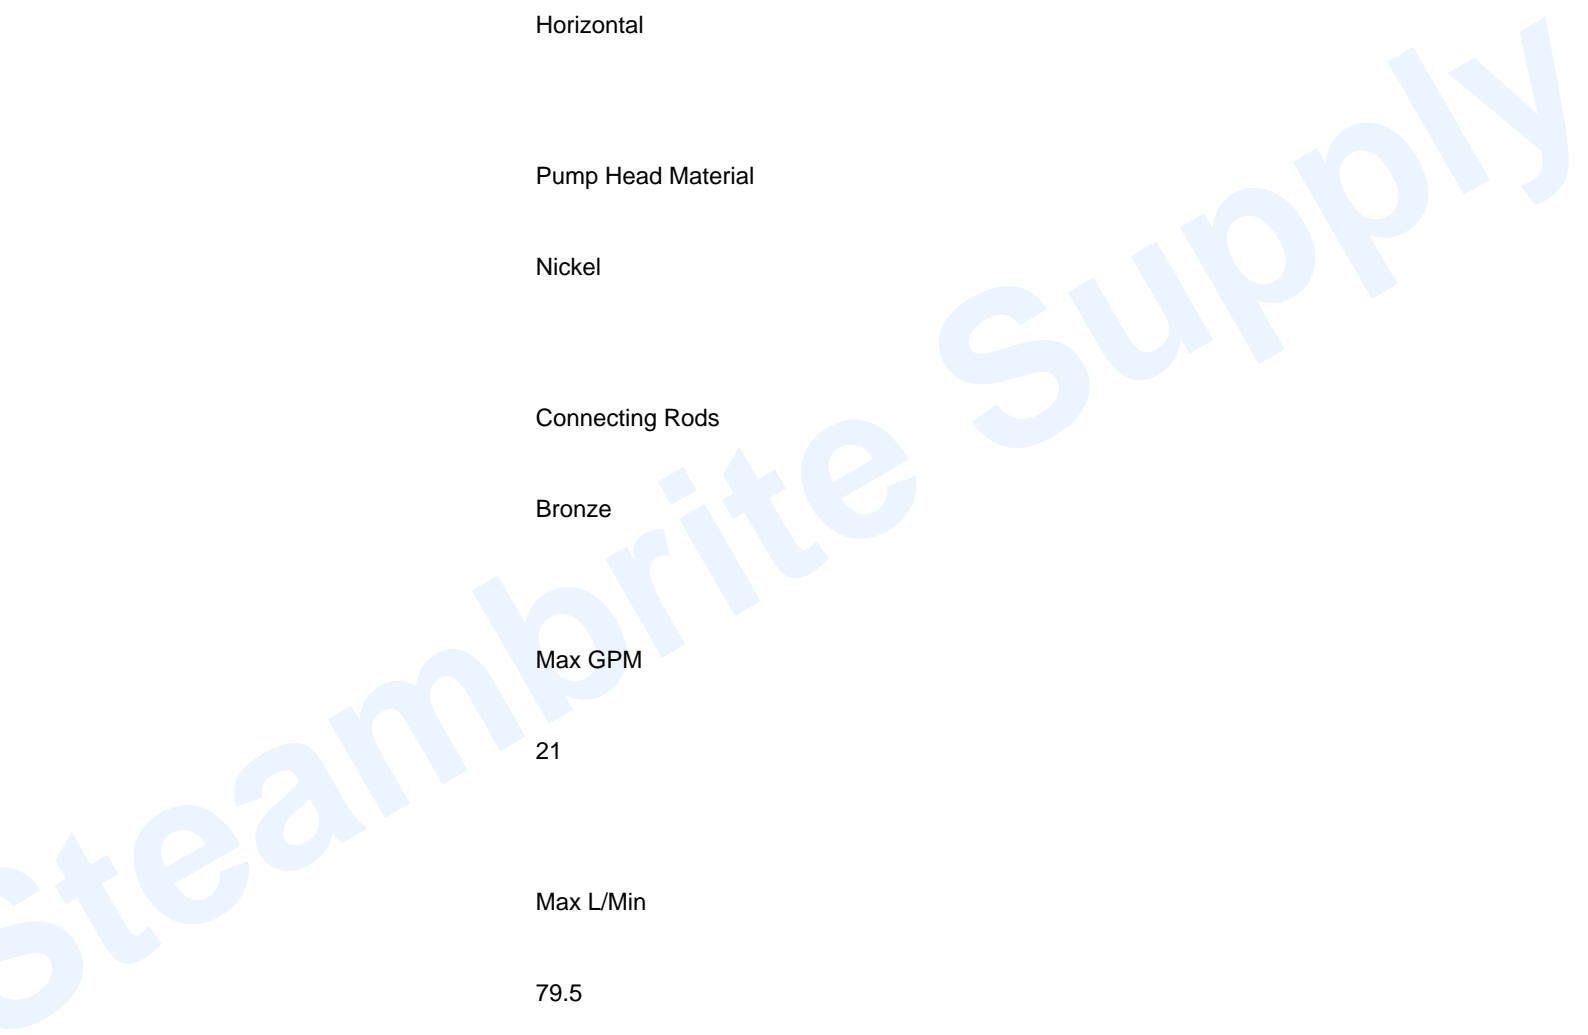 Horizontal
Pump Head Material
Nickel
Connecting Rods
Bronze
Max GPM
21
Max L/Min
79.5
Steambrite Supply